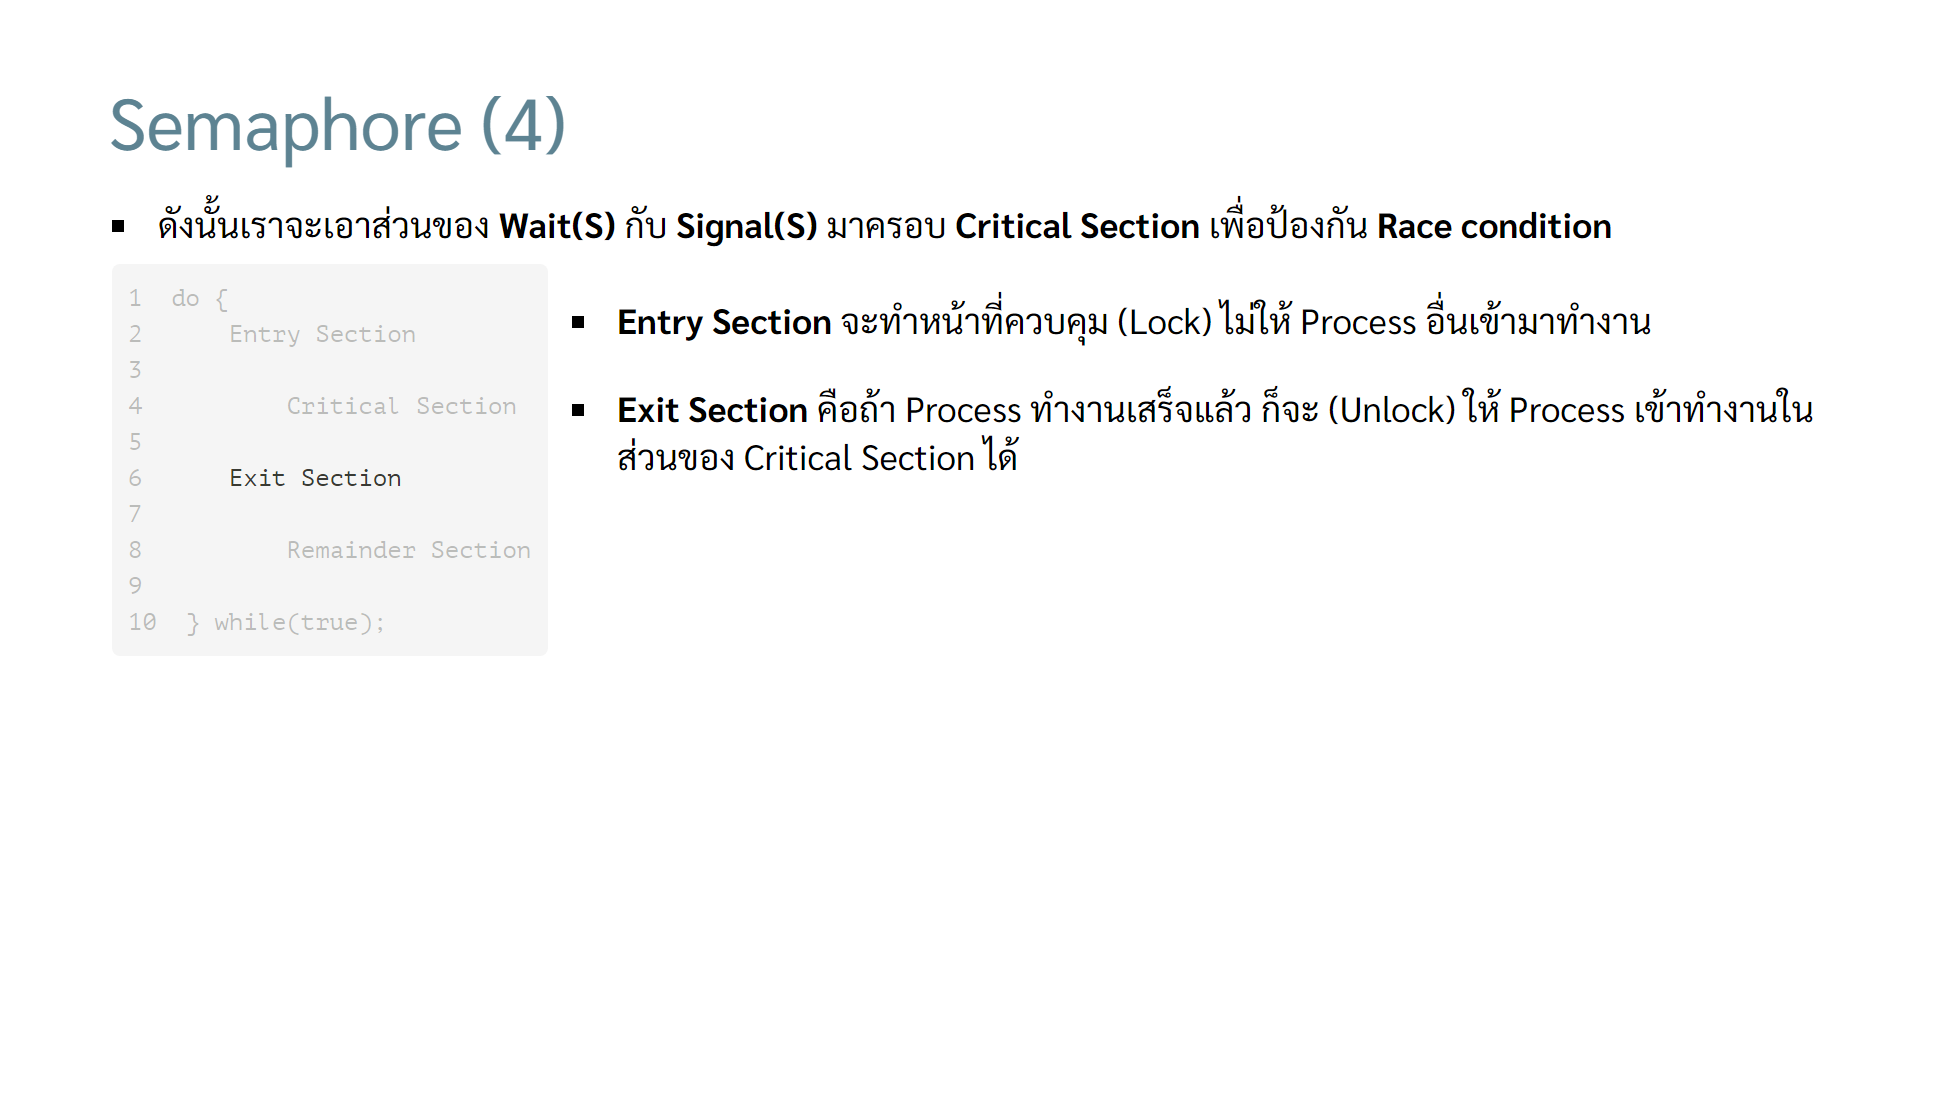 Semaphore (4)
▪ ดังนั้นเราจะเอาส่วนของ Wait(S) กับ Signal(S) มาครอบ Critical Section เพื่อป้องกัน Race condition
1 do {
2 Entry Section
3
4 Critical Section
5
6 Exit Section
7
8 Remainder Section
9
10 } while(true);
▪ Entry Section จะทำหน้าที่ควบคุม (Lock) ไม่ให้ Process อื่นเข้ามาทำงาน
▪ Exit Section คือถ้า Process ทำงานเสร็จแล้ว ก็จะ (Unlock) ให้ Process เข้าทำงานใน
ส่วนของ Critical Section ได้